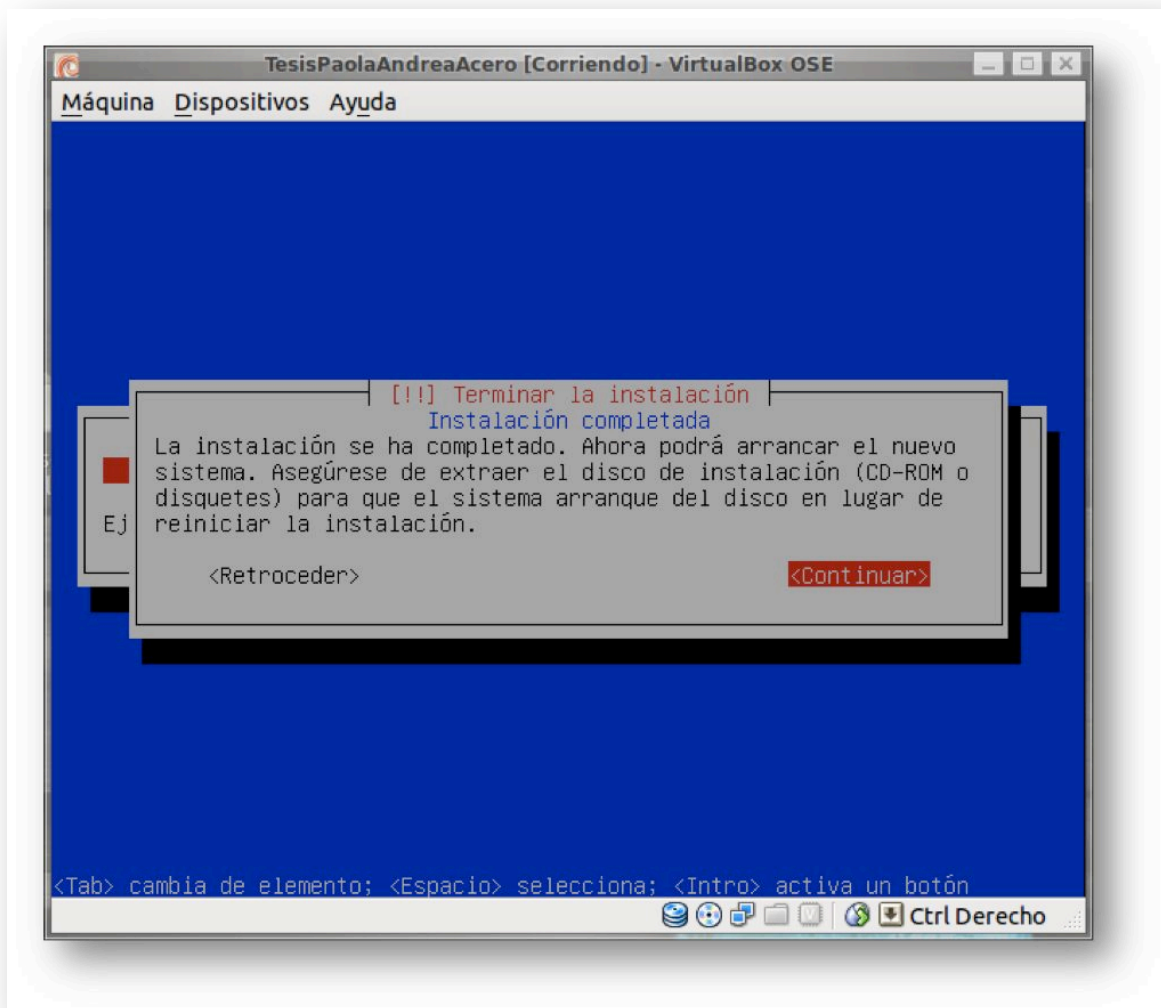 TesisPaolaAndreaAcero [Corriendo] - VirtualBox OSE
Máquina Dispositivos Ayuda
[!!] Terminar la instalación
Instalación completada
La instalación se ha completado. Ahora podrá arrancar el nuevo
sistema. Asegúrese de extraer el disco de instalación (CD-ROM o
disquetes) para que el sistema arranque del disco en lugar de
Ej
reiniciar la instalación.
<Retroceder> <Continuar>
<Tab> cambia de elemento; <Espacio> selecciona; <Intro> activa un botón
Ctrl Derecho